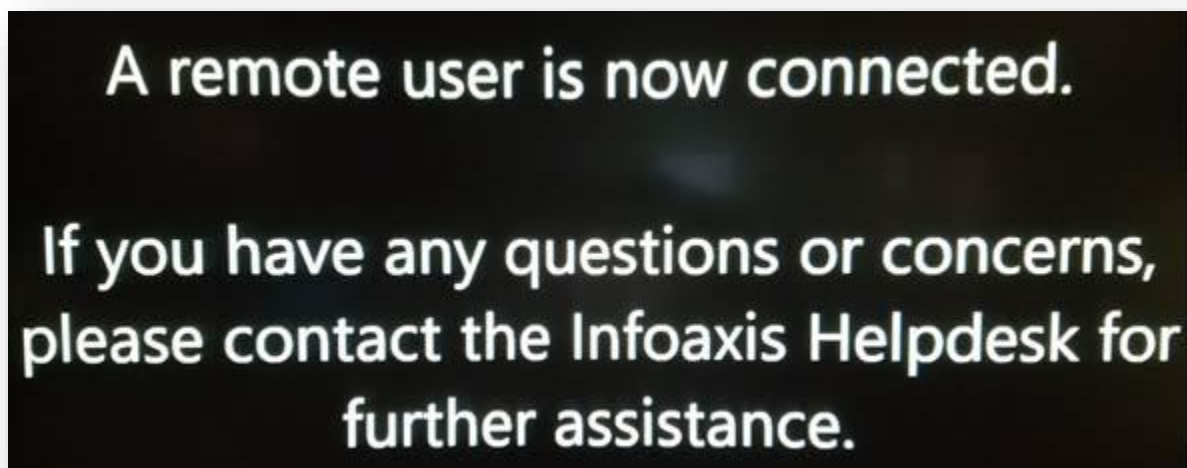 A remote user is now connected.
If you have any questions or concerns,
please contact the Infoaxis Helpdesk for
further assistance.